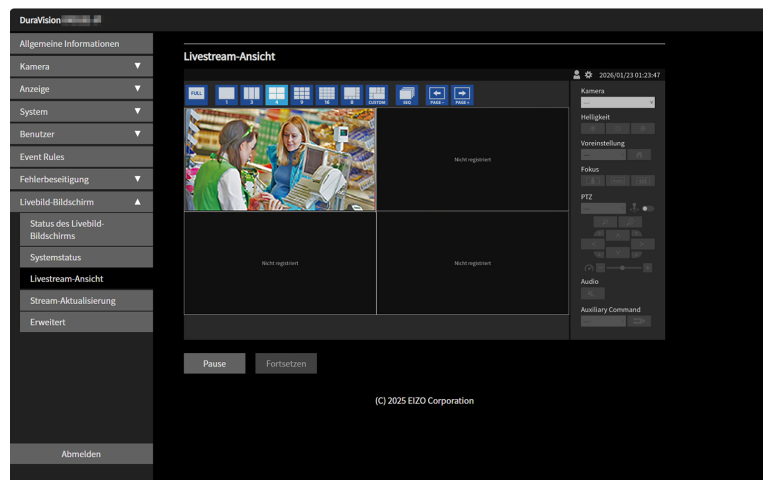 DuraVision
Allgemeine Informationen
Kamera
Anzeige
System
Benutzer
Event Rules
Fehlerbeseitigung
Livebild-Bildschirm
Status des Livebild-
Bildschirms
Systemstatus
Livestream-Ansicht
Stream-Aktualisierung
Erweitert
Abmelden
Livestream-Ansicht
2026/01/23 01:23:47
FULL
1
3
4
9
16
8
CUSTOM
SEQ
PAGE -
PAGE +
Nicht registriert
Nicht registriert
Nicht registriert
Kamera
Helligkeit
Voreinstellung
Fokus
PTZ
Audio
Auxiliary Command
Pause
Fortsetzen
(C) 2025 EIZO Corporation